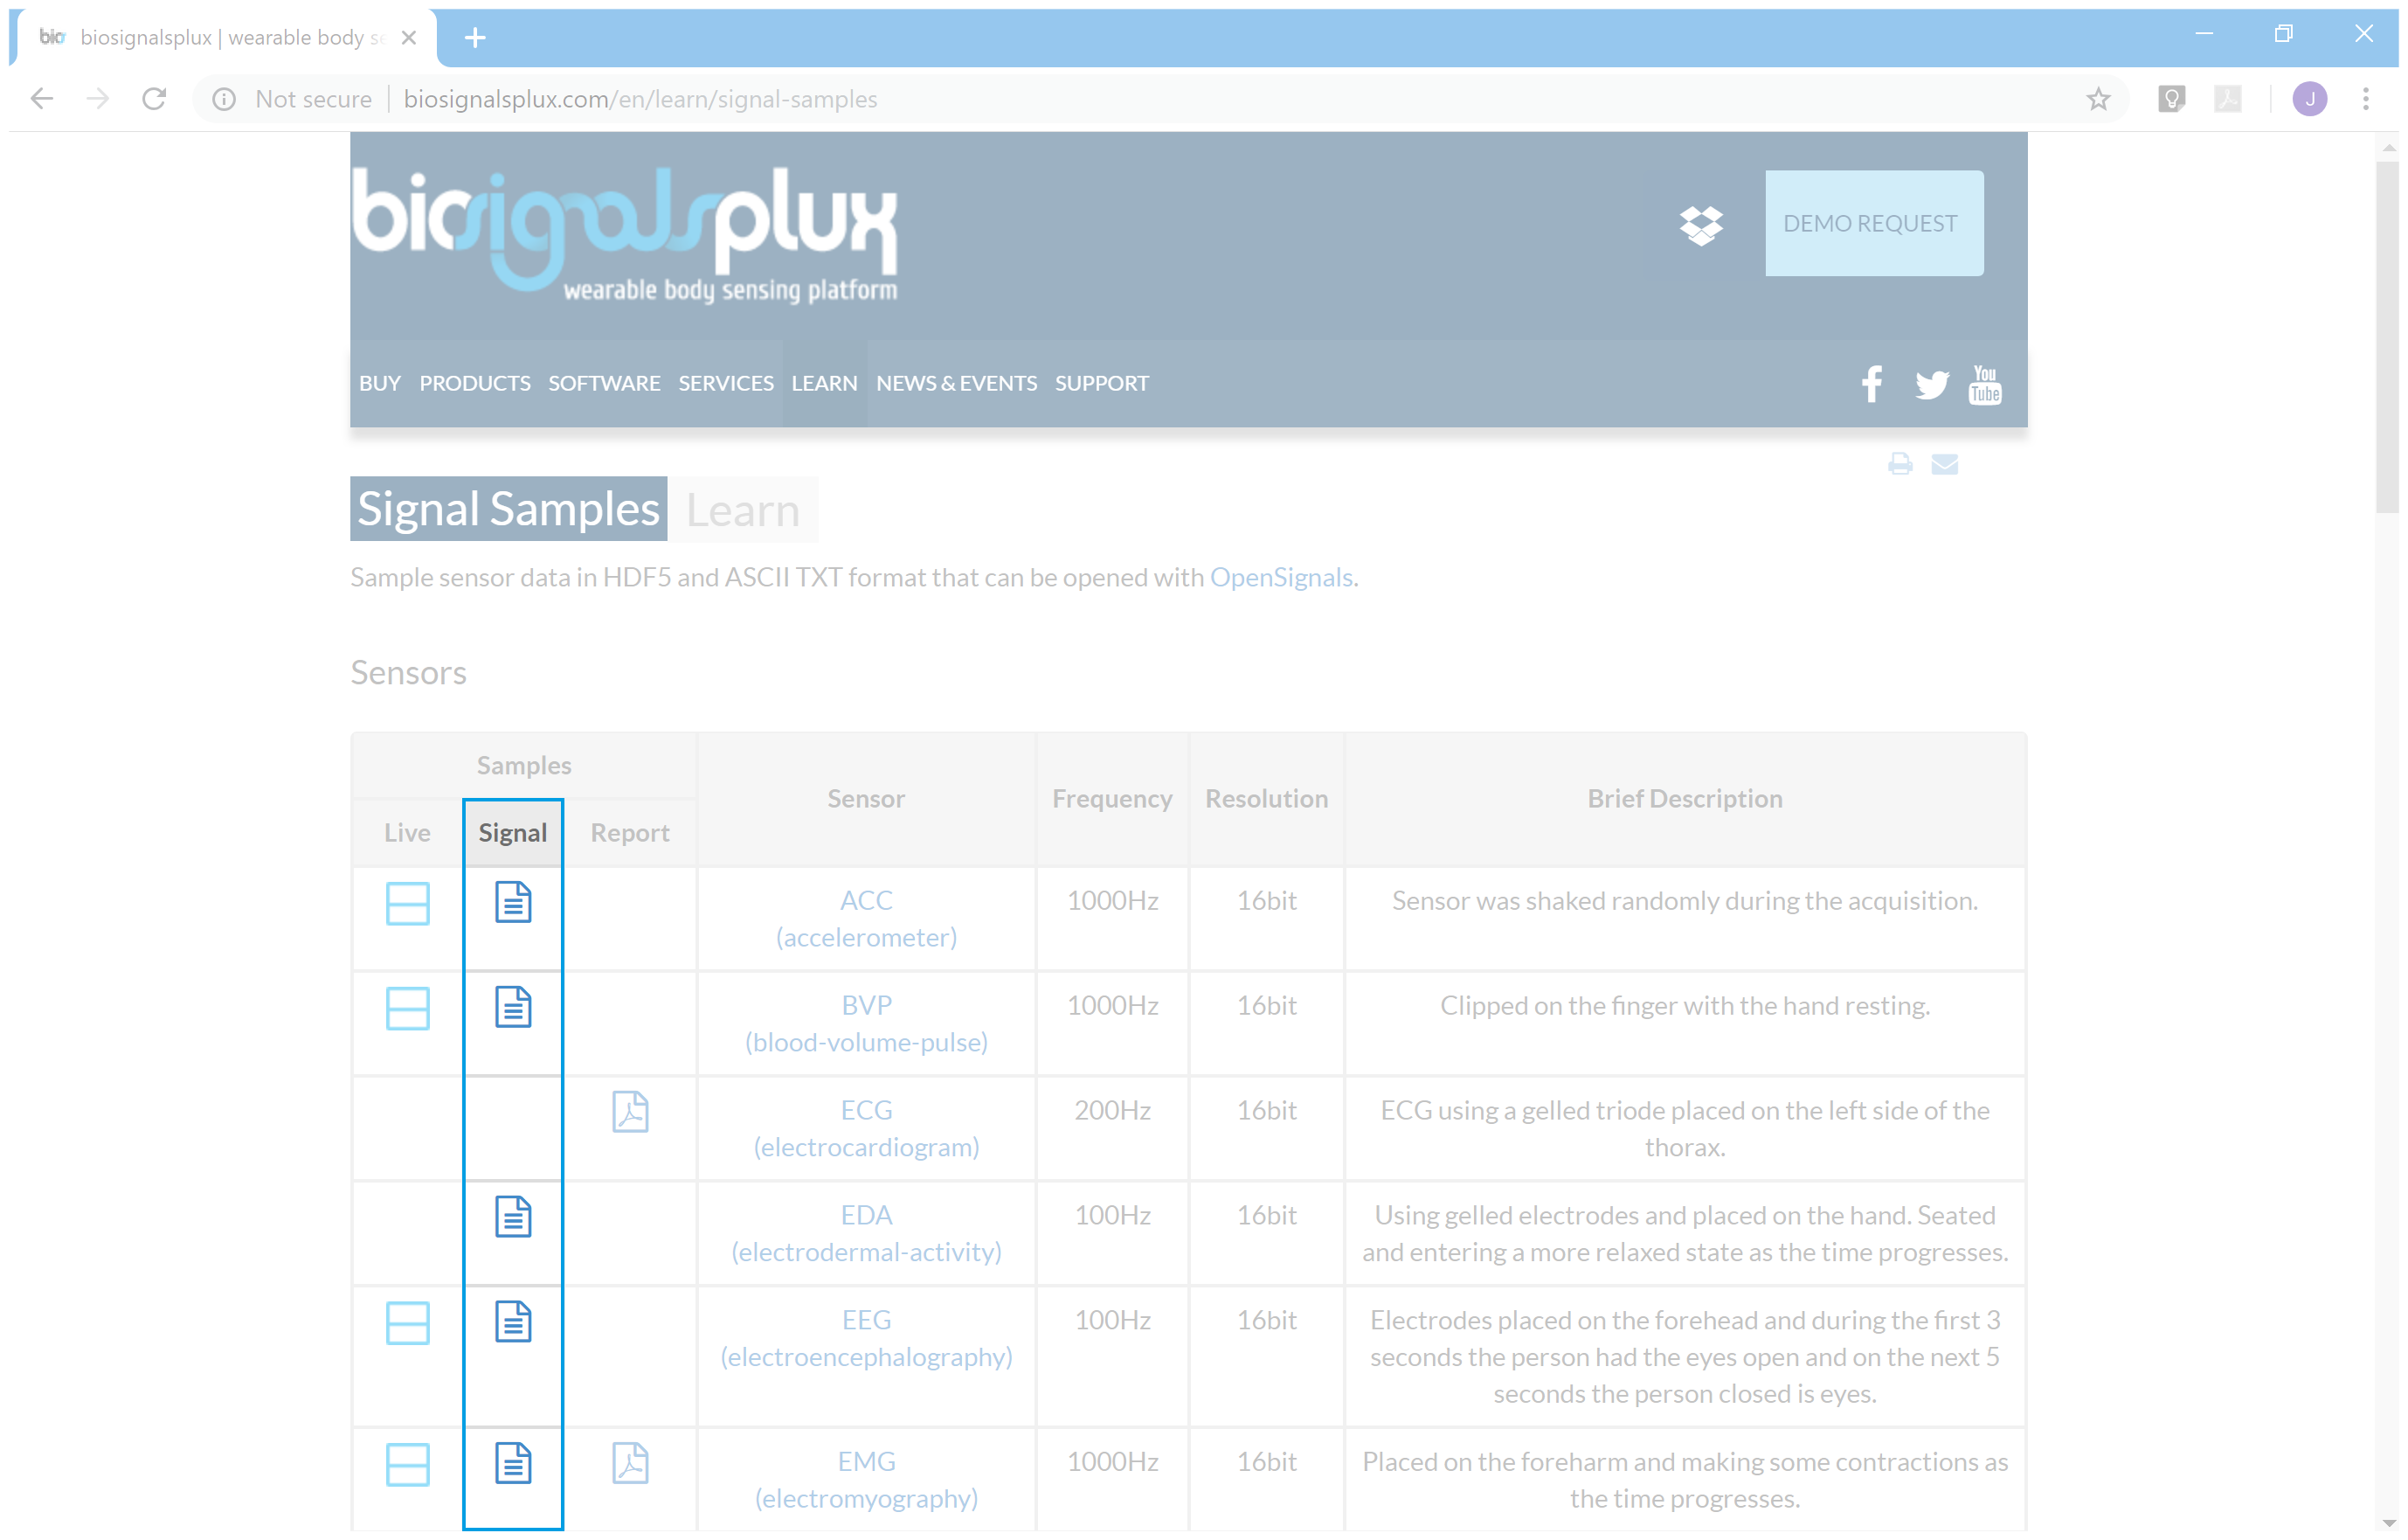 biosignalsplux | wearable body se
Not secure
biosignalsplux.com/en/learn/signal-samples
J
biosignalsplux
wearable body sensing platform
DEMO REQUEST
BUY PRODUCTS SOFTWARE SERVICES LEARN NEWS & EVENTS SUPPORT
You
Tube
Signal Samples Learn
Sample sensor data in HDF5 and ASCII TXT format that can be opened with OpenSignals.
Sensors
Samples Sensor Frequency Resolution Brief Description
Live Signal Report
ACC 1000Hz 16bit Sensor was shaked randomly during the acquisition.
(accelerometer)
BVP 1000Hz 16bit Clipped on the finger with the hand resting.
(blood-volume-pulse)
ECG 200Hz 16bit ECG using a gelled triode placed on the left side of the
(electrocardiogram) thorax.
EDA 100Hz 16bit Using gelled electrodes and placed on the hand. Seated
(electrodermal-activity) and entering a more relaxed state as the time progresses.
EEG 100Hz 16bit Electrodes placed on the forehead and during the first 3
(electroencephalography) seconds the person had the eyes open and on the next 5
seconds the person closed is eyes.
EMG 1000Hz 16bit Placed on the foreharm and making some contractions as
(electromyography) the time progresses.